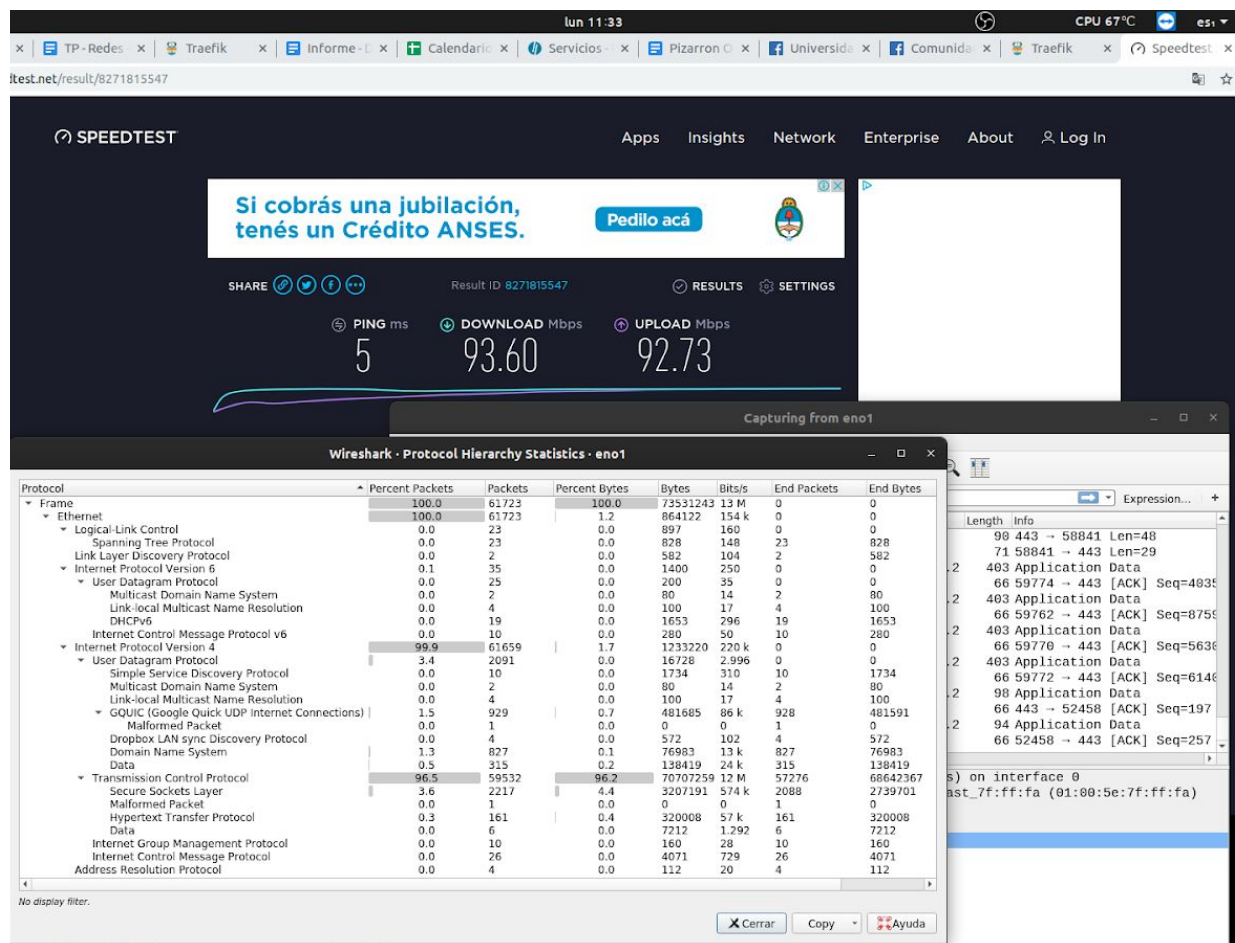 lun 11:33
CPU 67°C
es₁
TP-Redes
Traefik
Informe-D
Calendario
Servicios -
Pizarron O
Universida
Comunida
Traefik
Speedtest
test.net/result/8271815547
SPEEDTEST
Apps Insights Network Enterprise About Log In
Si cobrás una jubilación,
tenés un Crédito ANSES.
Pedilo acá
SHARE
Result ID 8271815547
RESULTS SETTINGS
PING ms DOWNLOAD Mbps UPLOAD Mbps
5 93.60 92.73
Capturing from eno1
Wireshark · Protocol Hierarchy Statistics · eno1
Protocol Percent Packets Packets Percent Bytes Bytes Bits/s End Packets End Bytes
Frame 100.0 61723 100.0 73531243 13 M 0 0
Ethernet 100.0 61723 1.2 864122 154 k 0 0
Logical-Link Control 0.0 23 0.0 897 160 0 0
Spanning Tree Protocol 0.0 23 0.0 828 148 23 828
Link Layer Discovery Protocol 0.0 2 0.0 582 104 2 582
Internet Protocol Version 6 0.1 35 0.0 1400 250 0 0
User Datagram Protocol 0.0 25 0.0 200 35 0 0
Multicast Domain Name System 0.0 2 0.0 80 14 2 80
Link-local Multicast Name Resolution 0.0 4 0.0 100 17 4 100
DHCPv6 0.0 19 0.0 1653 296 19 1653
Internet Control Message Protocol v6 0.0 10 0.0 280 50 10 280
Internet Protocol Version 4 99.9 61659 1.7 1233220 220 k 0 0
User Datagram Protocol 3.4 2091 0.0 16728 2.996 0 0
Simple Service Discovery Protocol 0.0 10 0.0 1734 310 10 1734
Multicast Domain Name System 0.0 2 0.0 80 14 2 80
Link-local Multicast Name Resolution 0.0 4 0.0 100 17 4 100
GQUIC (Google Quick UDP Internet Connections) 1.5 929 0.7 481685 86 k 928 481591
Malformed Packet 0.0 1 0.0 0 0 1 0
Dropbox LAN sync Discovery Protocol 0.0 4 0.0 572 102 4 572
Domain Name System 1.3 827 0.1 76983 13 k 827 76983
Data 0.5 315 0.2 138419 24 k 315 138419
Transmission Control Protocol 96.5 59532 96.2 70707259 12 M 57276 68642367
Secure Sockets Layer 3.6 2217 4.4 3207191 574 k 2088 2739701
Malformed Packet 0.0 1 0.0 0 0 1 0
Hypertext Transfer Protocol 0.3 161 0.4 320008 57 k 161 320008
Data 0.0 6 0.0 7212 1.292 6 7212
Internet Group Management Protocol 0.0 10 0.0 160 28 10 160
Internet Control Message Protocol 0.0 26 0.0 4071 729 26 4071
Address Resolution Protocol 0.0 4 0.0 112 20 4 112
No display filter.
Cerrar Copy Ayuda
Expression... +
Length Info
90 443 → 58841 Len=48
71 58841 → 443 Len=29
.2 403 Application Data
66 59774 → 443 [ACK] Seq=4035
.2 403 Application Data
66 59762 → 443 [ACK] Seq=8759
.2 403 Application Data
66 59770 → 443 [ACK] Seq=5630
.2 403 Application Data
66 59772 → 443 [ACK] Seq=6140
.2 98 Application Data
66 443 → 52458 [ACK] Seq=197
.2 94 Application Data
66 52458 → 443 [ACK] Seq=257
s) on interface 0
ast_7f:ff:fa (01:00:5e:7f:ff:fa)